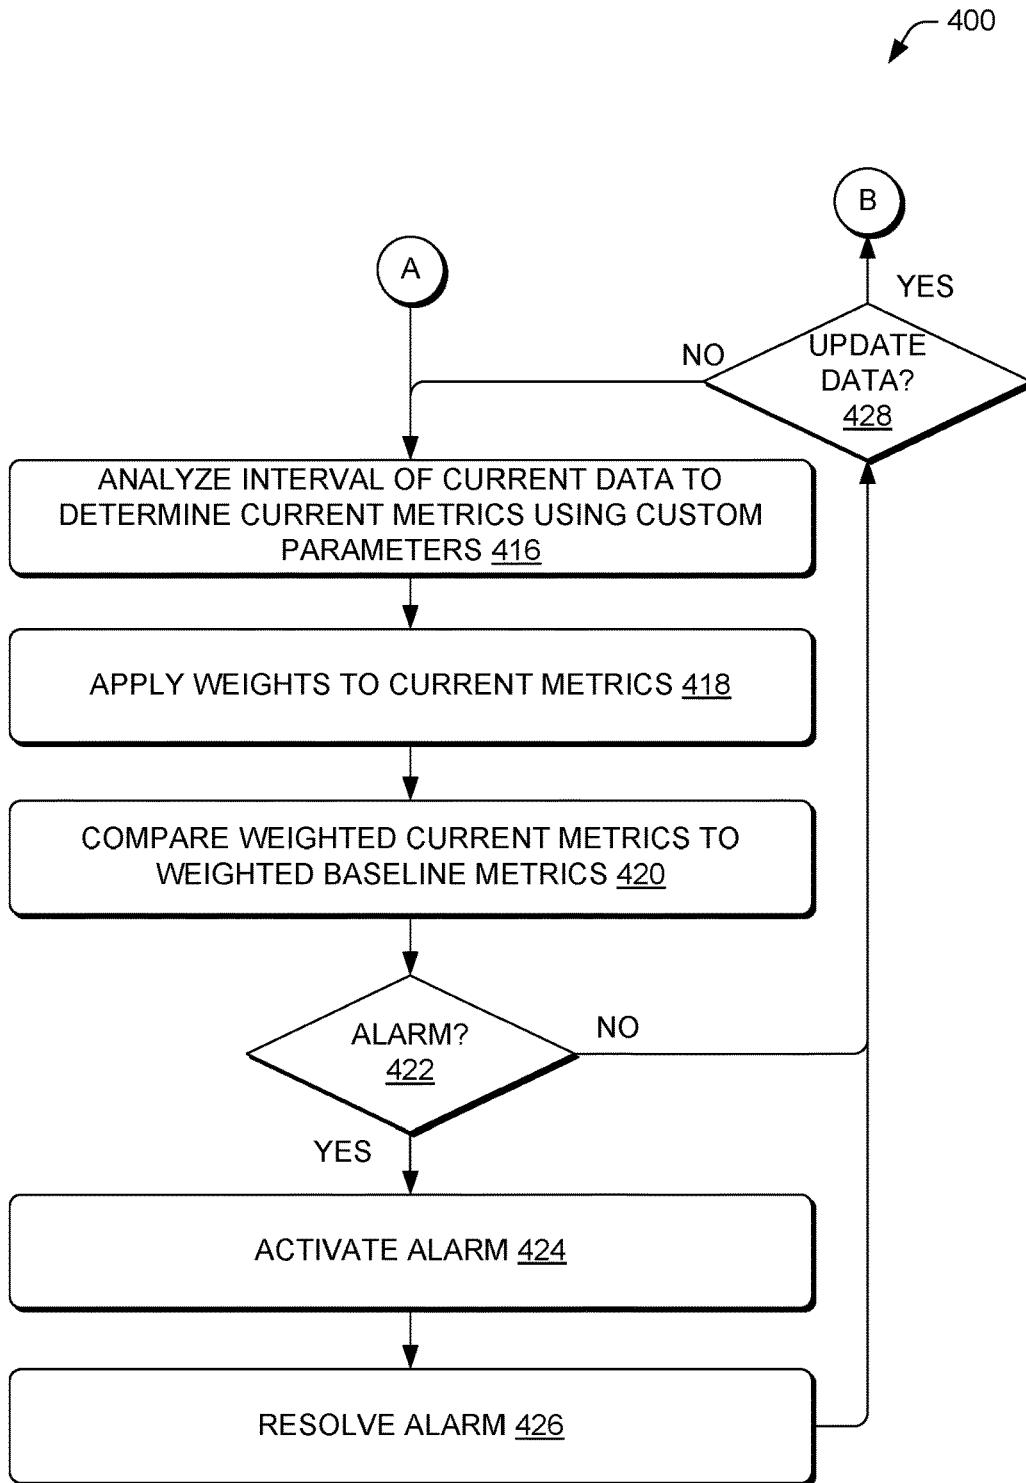 400
B
A
YES
NO
UPDATE
DATA?
428
ANALYZE INTERVAL OF CURRENT DATA TO
DETERMINE CURRENT METRICS USING CUSTOM
PARAMETERS 416
APPLY WEIGHTS TO CURRENT METRICS 418
COMPARE WEIGHTED CURRENT METRICS TO
WEIGHTED BASELINE METRICS 420
ALARM?
422
NO
YES
ACTIVATE ALARM 424
RESOLVE ALARM 426